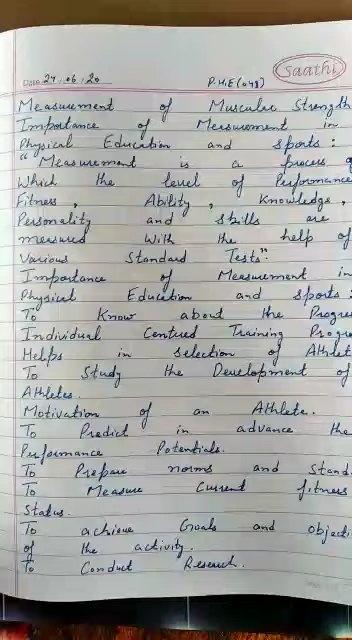 Date 27.06.20 P.H.E(048) Saathi
Measurement of Muscular Strength
Importance of Measurement in
Physical Education and sports:
"Measurement is a process of
Which the level of Performance
Fitness, Ability, Knowledge,
Personality and skills are
measured With the help of
Various Standard Tests".
Importance of Measurement in
Physical Education and sports:
To Know about the Progre
Individual Centred Training Progra
Helps in selection of Athlet
To Study the Development of
Athletes.
Motivation of an Athlete.
To Predict in advance the
Performance Potentials.
To Prepare norms and Stand
To Measure Current fitness
Status.
To achieve Goals and objecti
of the activity.
To Conduct Research.